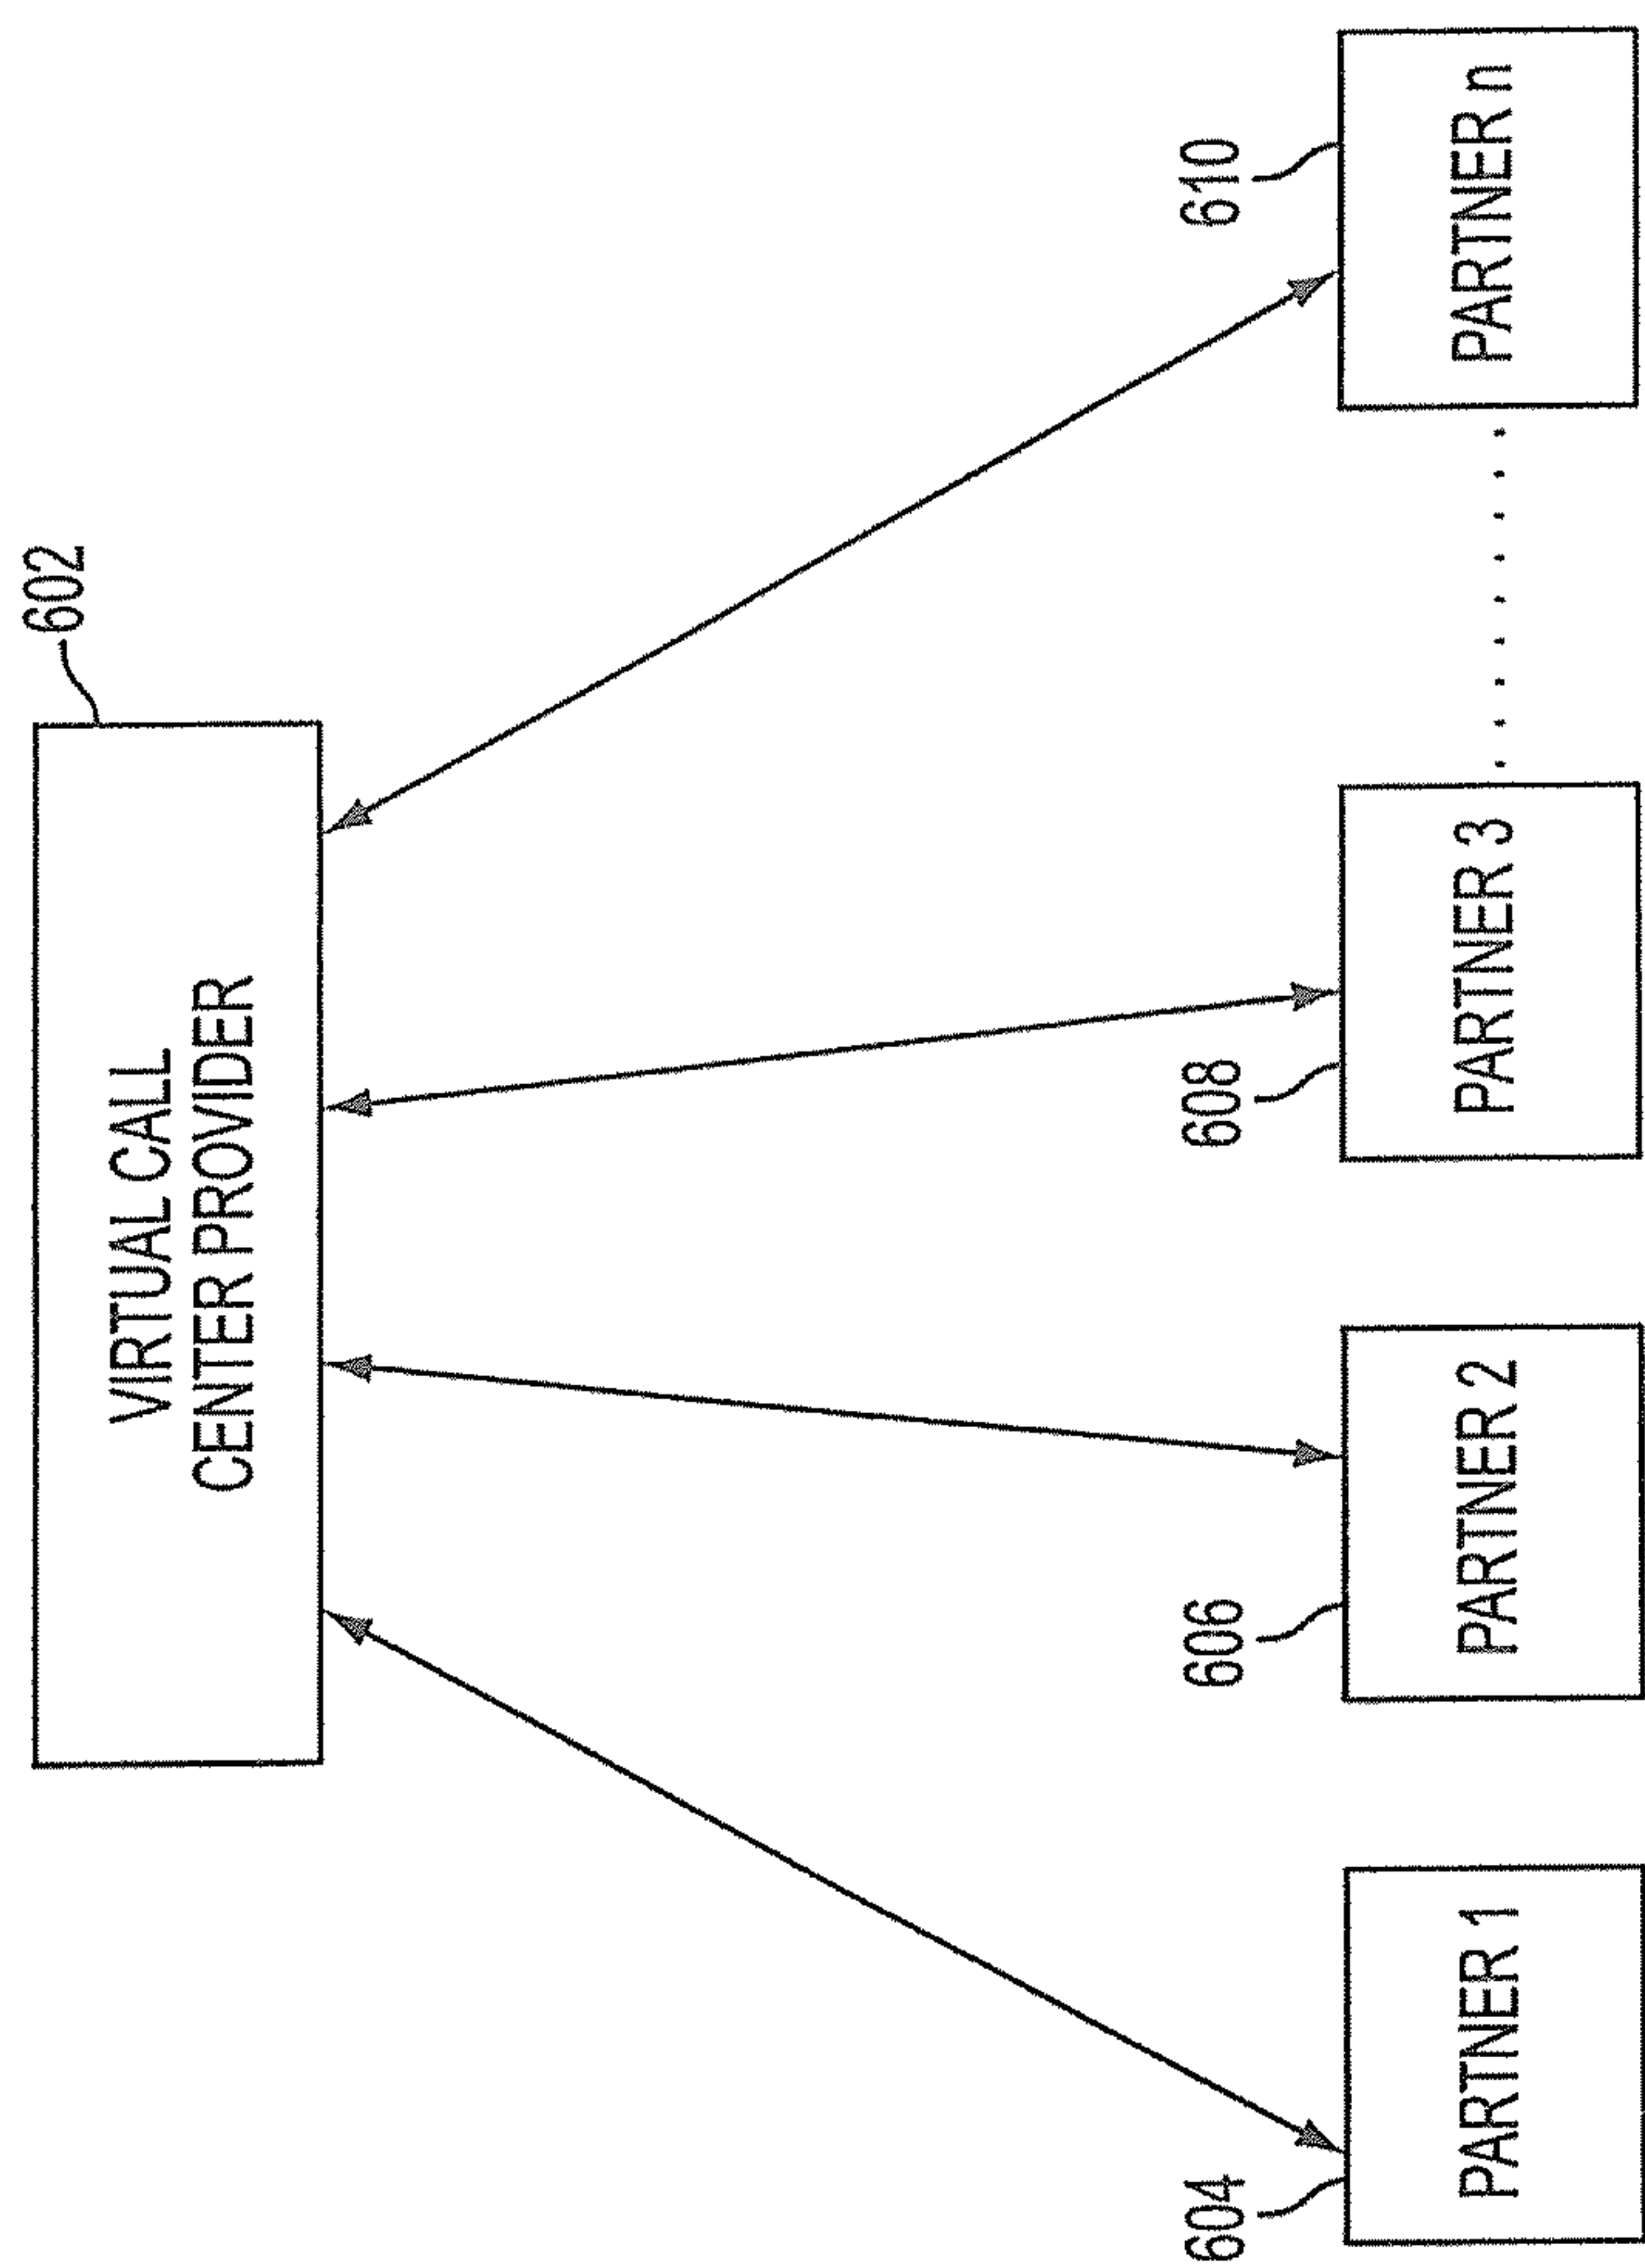 602
VIRTUAL CALL
CENTER PROVIDER
604
606
608
610
PARTNER 1
PARTNER 2
PARTNER 3
PARTNER n